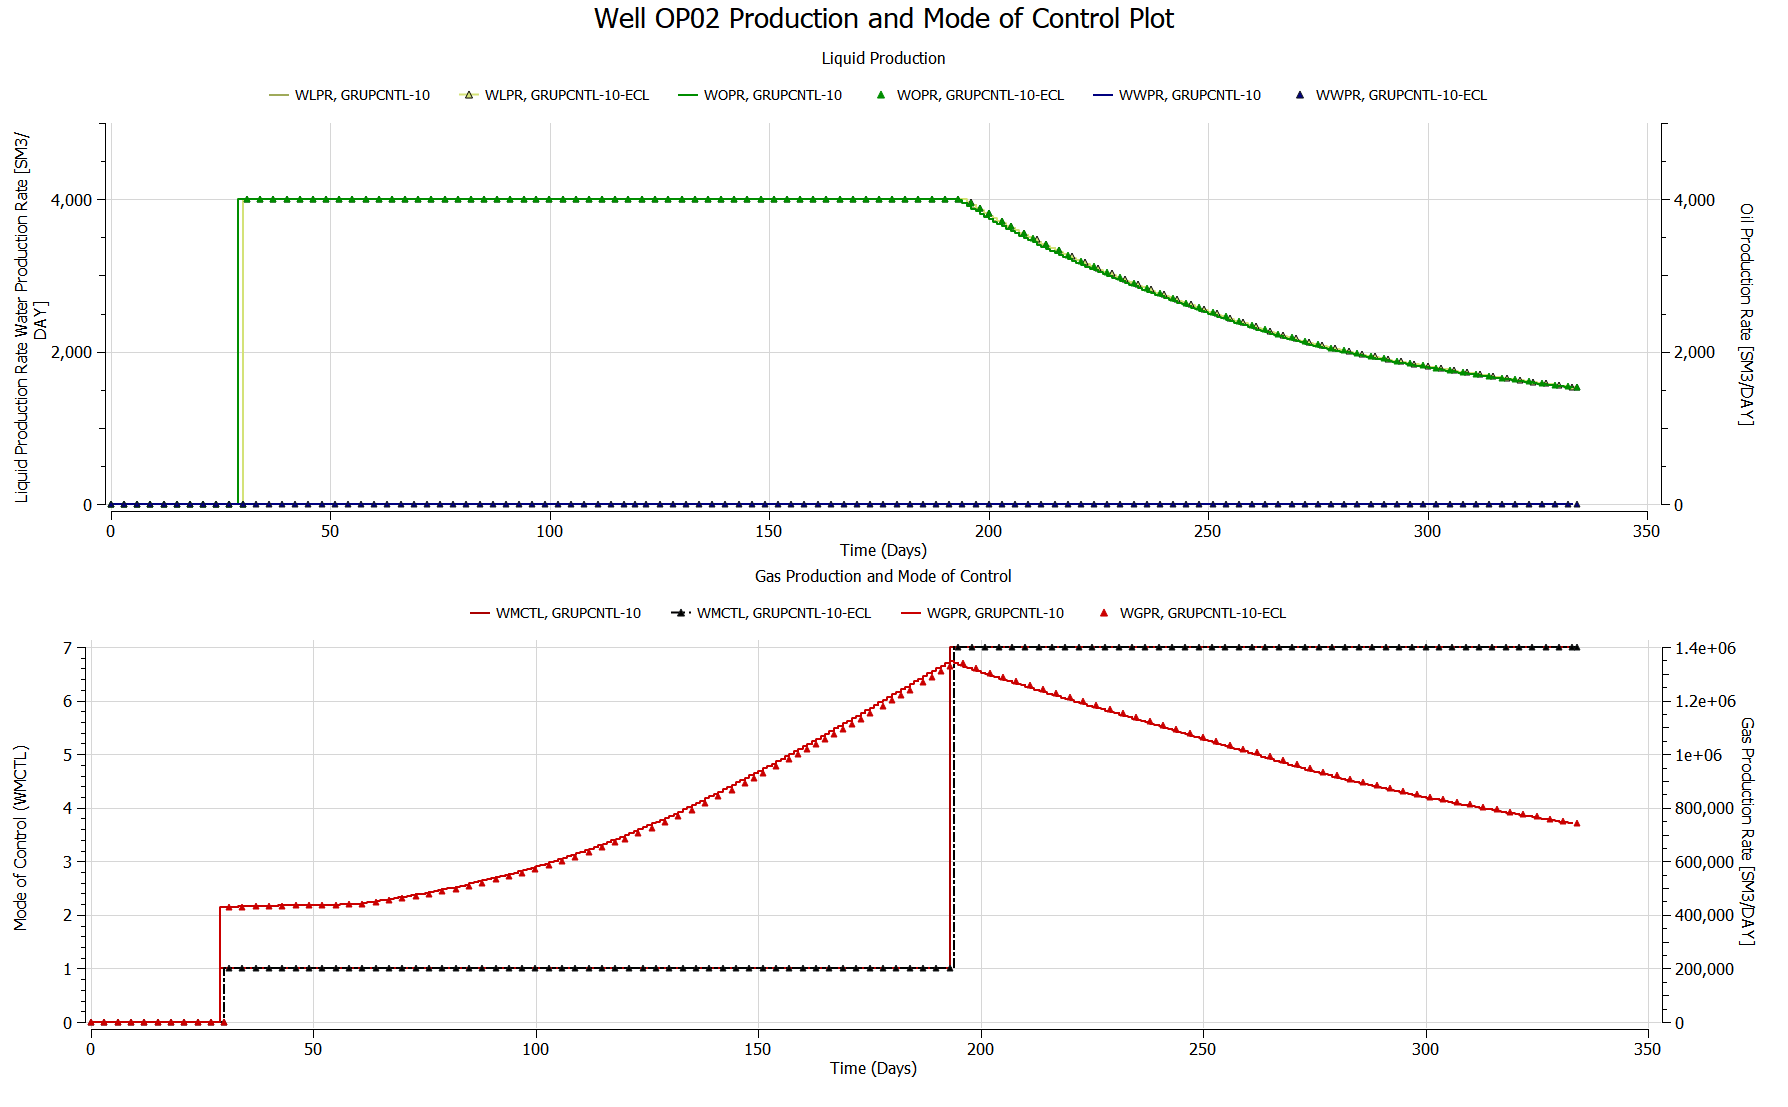 Well OP02 Production and Mode of Control Plot
Liquid Production
WLPR, GRUPCNTL-10 WLPR, GRUPCNTL-10-ECL WOPR, GRUPCNTL-10 WOPR, GRUPCNTL-10-ECL WWPR, GRUPCNTL-10 WWPR, GRUPCNTL-10-ECL
Liquid Production Rate Water Production Rate [SM3/
DAY]
4,000
2,000
0
4,000
2,000
0
Oil Production Rate [SM3/DAY]
0 50 100 150 200 250 300 350
Time (Days)
Gas Production and Mode of Control
WMCTL, GRUPCNTL-10 WMCTL, GRUPCNTL-10-ECL WGPR, GRUPCNTL-10 WGPR, GRUPCNTL-10-ECL
Mode of Control (WMCTL)
7
6
5
4
3
2
1
0
1.4e+06
1.2e+06
1e+06
800,000
600,000
400,000
200,000
0
Gas Production Rate [SM3/DAY]
0 50 100 150 200 250 300 350
Time (Days)